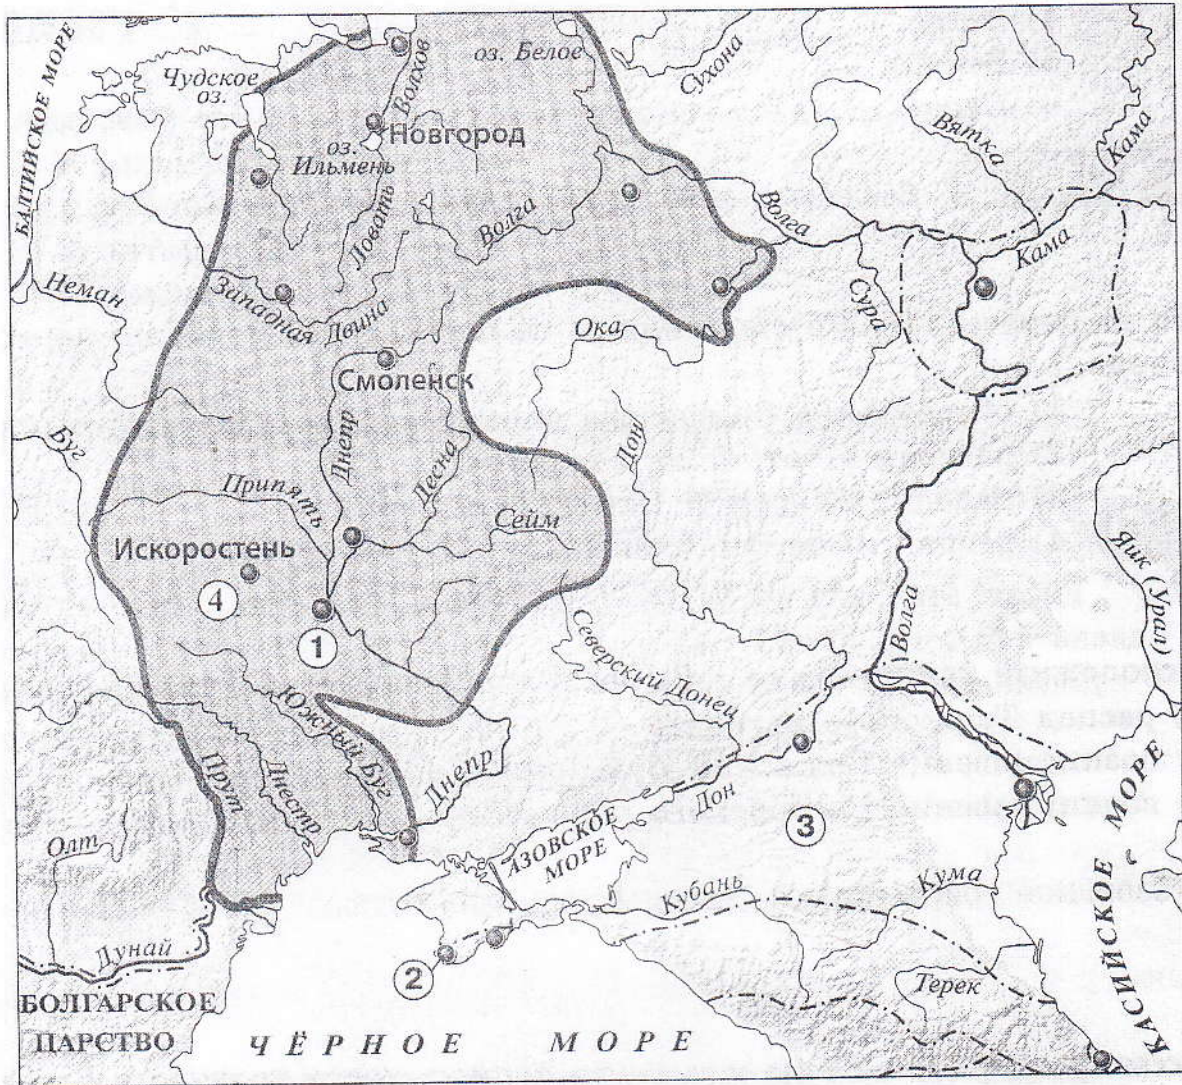 БАЛТИЙСКОЕ МОРЕ
Чудское
оз.
Волхов
оз. Белое
Сухона
Вятка
Кама
Новгород
оз.
Ильмень
Ловать
Волга
Волга
Кама
Сура
Неман
Западная Двина
Ока
Смоленск
Днепр
Десна
Дон
Буг
Припять
Сейм
Искоростень
4
1
Яик (Урал)
Волга
Северский Донец
Южный Буг
Днепр
Прут
Днестр
Дон
3
Олт
АЗОВСКОЕ
МОРЕ
Кубань
Кума
Дунай
2
Терек
БОЛГАРСКОЕ
ЦАРСТВО
ЧЁРНОЕ МОРЕ
КАСПИЙСКОЕ МОРЕ